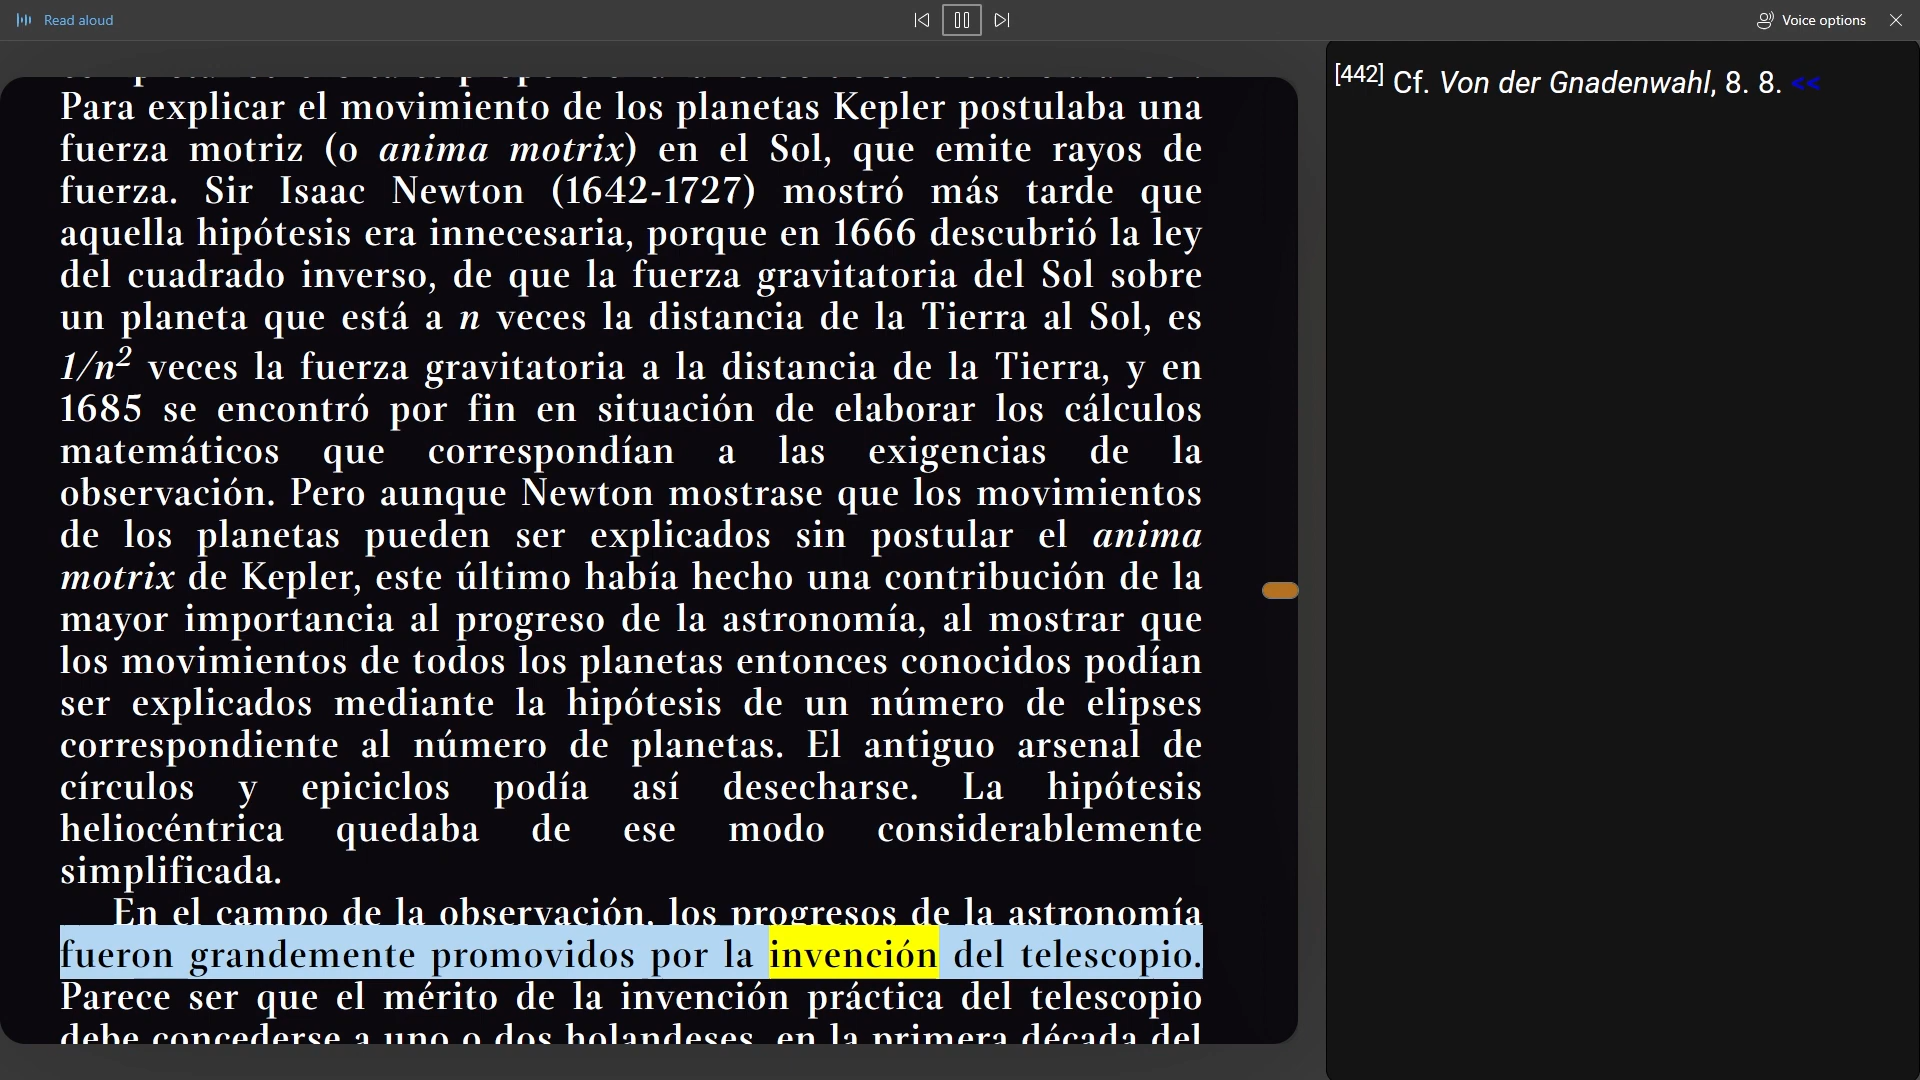 Read aloud
Voice options
Para explicar el movimiento de los planetas Kepler postulaba una
fuerza motriz (o anima motrix) en el Sol, que emite rayos de
fuerza. Sir Isaac Newton (1642-1727) mostró más tarde que
aquella hipótesis era innecesaria, porque en 1666 descubrió la ley
del cuadrado inverso, de que la fuerza gravitatoria del Sol sobre
un planeta que está a n veces la distancia de la Tierra al Sol, es
1/n² veces la fuerza gravitatoria a la distancia de la Tierra, y en
1685 se encontró por fin en situación de elaborar los cálculos
matemáticos que correspondían a las exigencias de la
observación. Pero aunque Newton mostrase que los movimientos
de los planetas pueden ser explicados sin postular el anima
motrix de Kepler, este último había hecho una contribución de la
mayor importancia al progreso de la astronomía, al mostrar que
los movimientos de todos los planetas entonces conocidos podían
ser explicados mediante la hipótesis de un número de elipses
correspondiente al número de planetas. El antiguo arsenal de
círculos y epiciclos podía así desecharse. La hipótesis
heliocéntrica quedaba de ese modo considerablemente
simplificada.
En el campo de la observación, los progresos de la astronomía
fueron grandemente promovidos por la invención del telescopio.
Parece ser que el mérito de la invención práctica del telescopio
debe concederse a uno o dos holandeses, en la primera década del
[442] Cf. Von der Gnadenwahl, 8. 8. <<